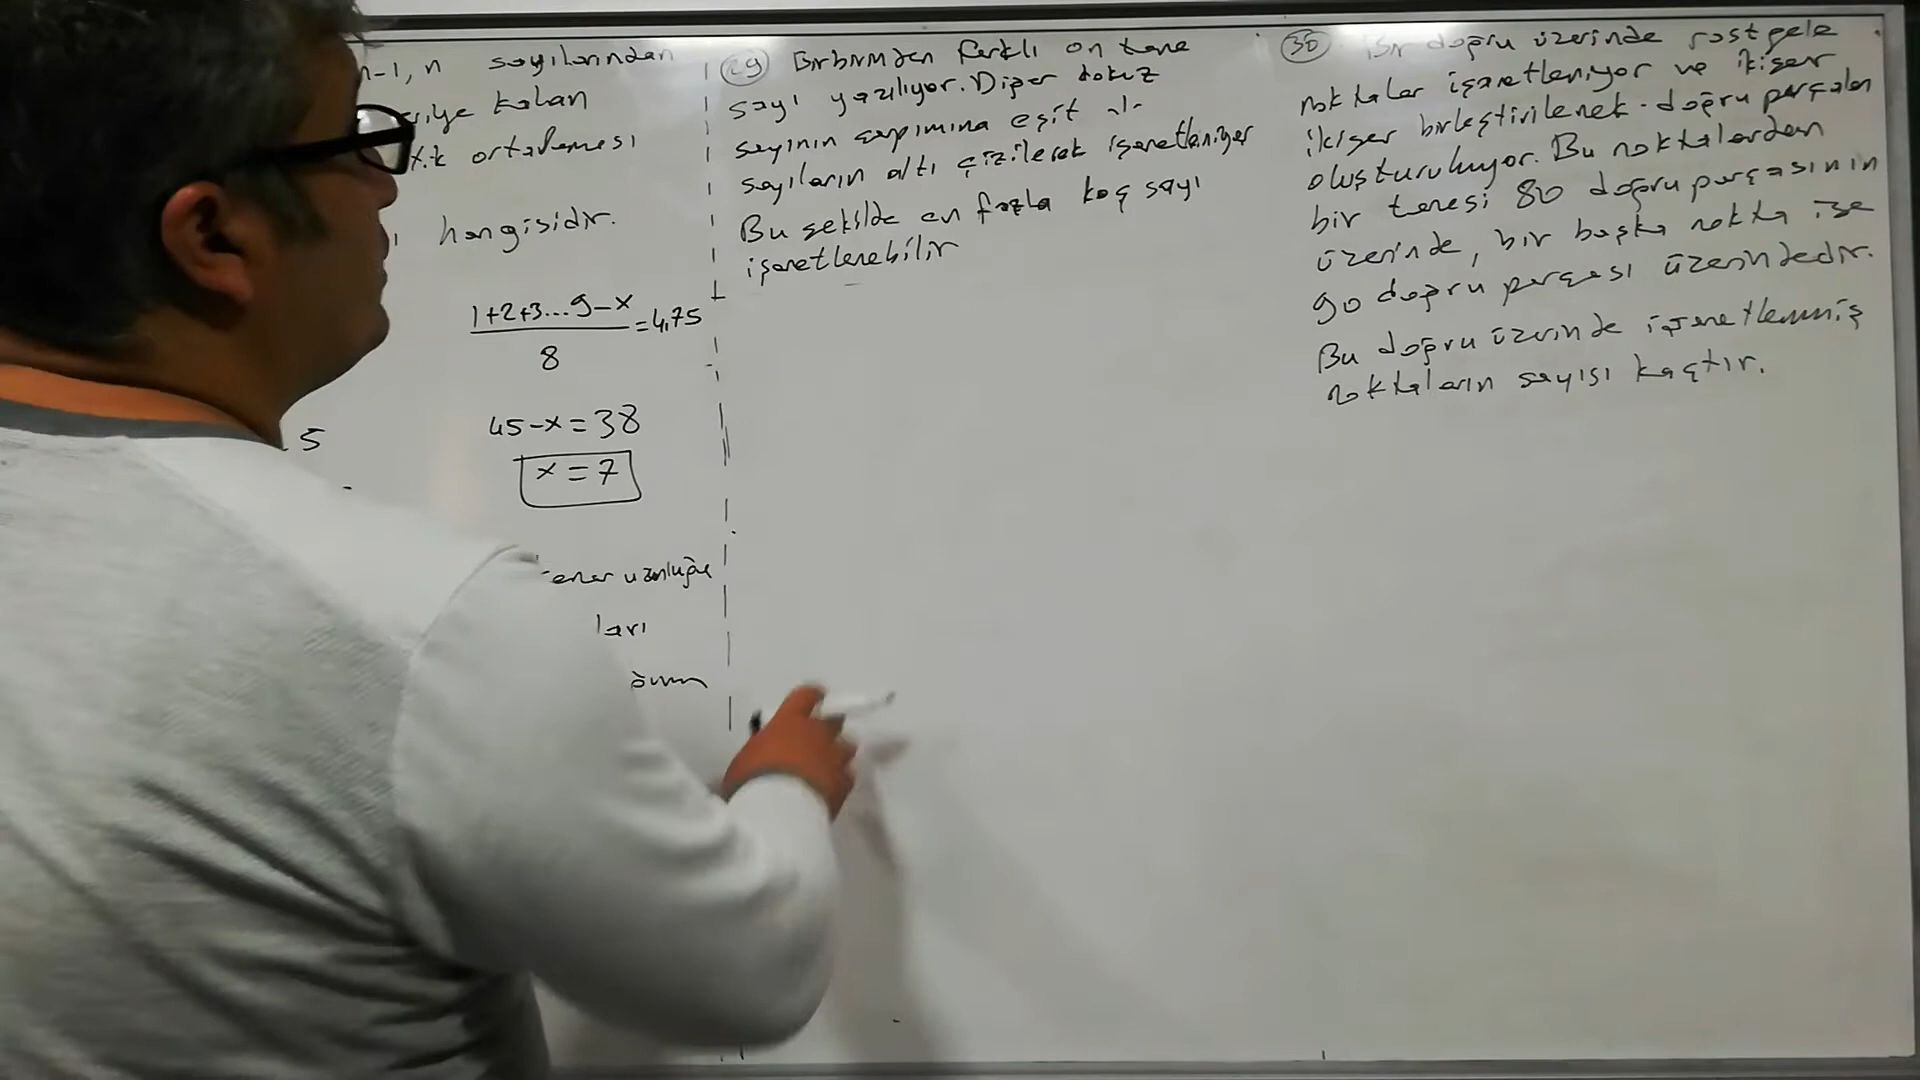 n-1, n sayılarından
kalan
ortalaması
hangisidir.
1+2+3...9-x
=4,75
8
45-x=38
x=7
5
uzunluğu
ları
29 Birbirinden farklı on tane
sayı yazılıyor. Diğer dokuz
sayının çarpımına eşit olan
sayıların altı çizilerek işaretleniyor
Bu şekilde en fazla kaç sayı
işaretlenebilir
30 Bir doğru üzerinde rastgele
noktalar işaretleniyor ve ikişer
ikişer birleştirilerek doğru parçaları
oluşturuluyor. Bu noktalardan
bir tanesi 80 doğru parçasının
üzerinde, bir başka nokta ise
90 doğru parçası üzerindedir.
Bu doğru üzerinde işaretlenmiş
noktaların sayısı kaçtır.